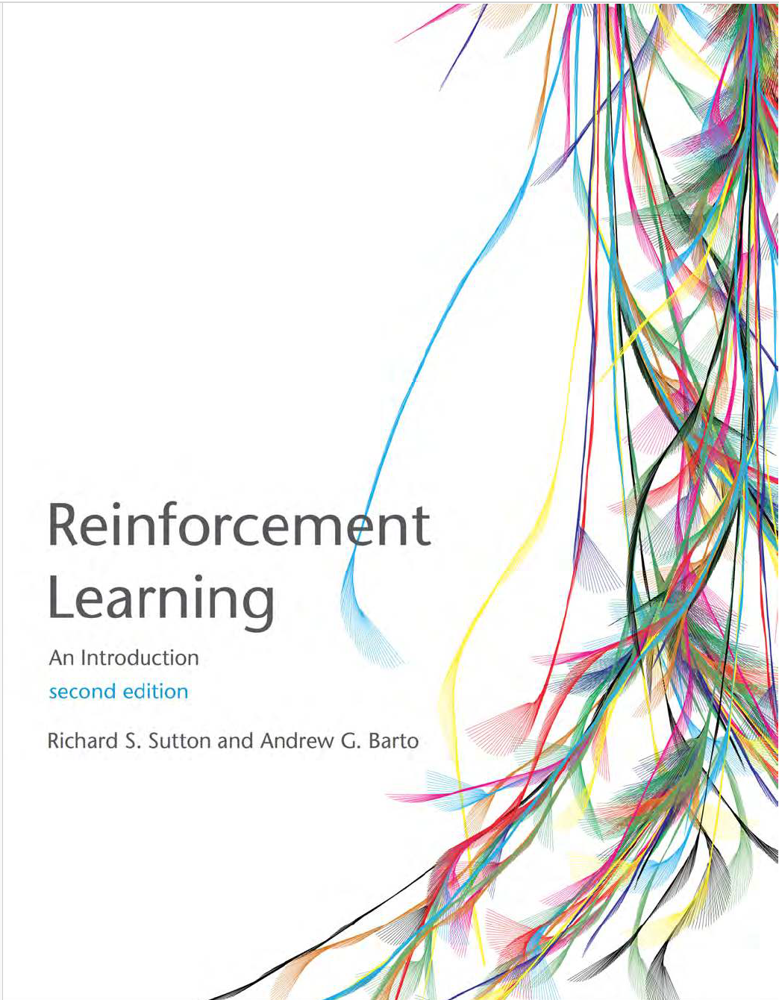 Reinforcement
Learning
An Introduction
second edition
Richard S. Sutton and Andrew G. Barto